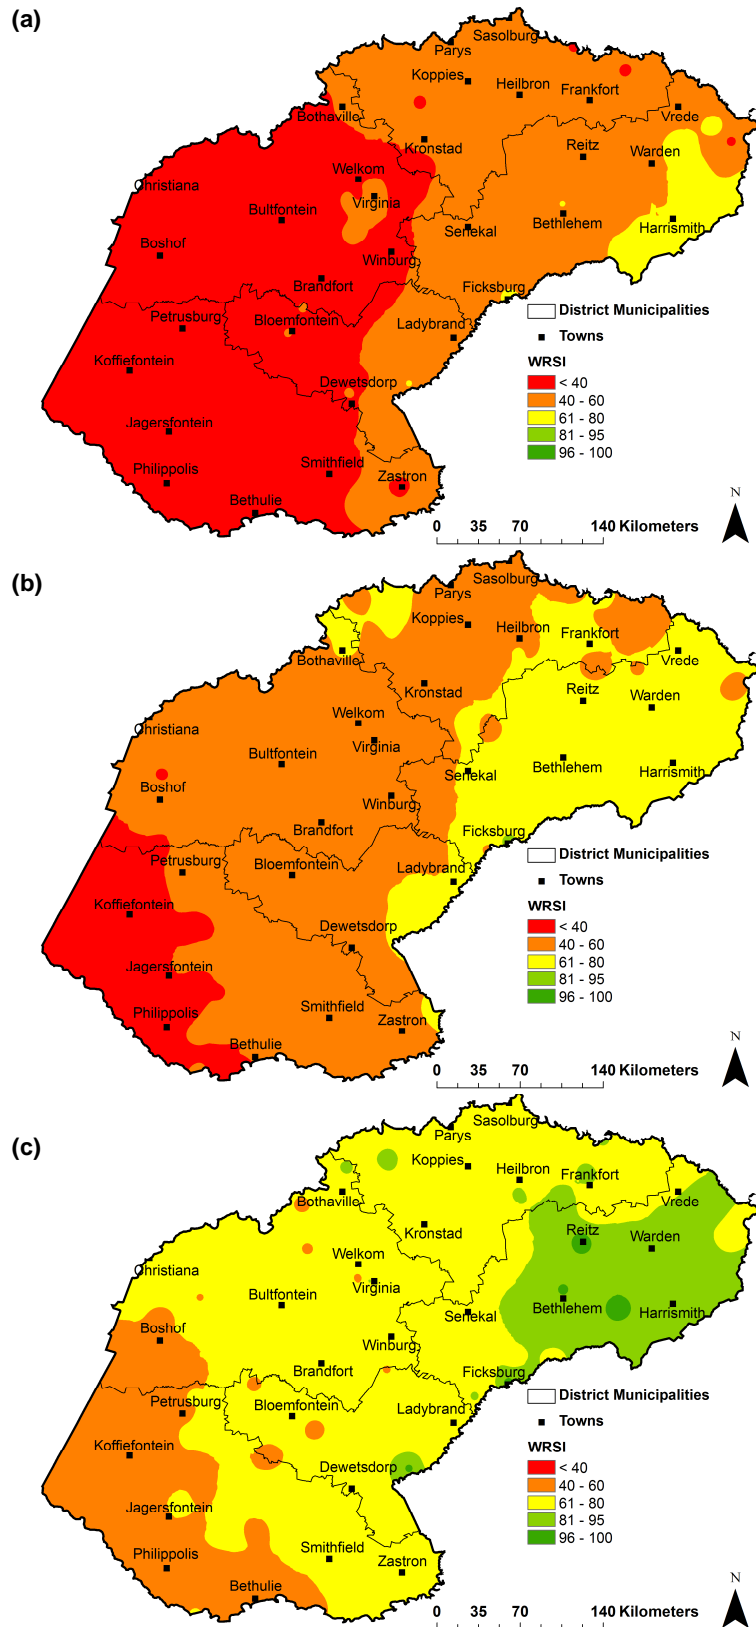 (a)
Sasolburg
Parys
Koppies
Heilbron
Frankfort
Bothaville
Vrede
Kronstad
Reitz
Warden
Welkom
Christiana
Virginia
Bultfontein
Senekal
Bethlehem
Harrismith
Boshof
Winburg
Brandfort
Ficksburg
District Municipalities
Petrusburg
Bloemfontein
Ladybrand
Towns
Koffiefontein
WRSI
Dewetsdorp
< 40
40 - 60
61 - 80
Jagersfontein
81 - 95
96 - 100
Philippolis
Smithfield
Zastron
Bethulie
N
0 35 70 140 Kilometers
(b)
Sasolburg
Parys
Koppies
Heilbron
Frankfort
Bothaville
Vrede
Kronstad
Reitz
Warden
Welkom
Christiana
Virginia
Bultfontein
Senekal
Bethlehem
Harrismith
Boshof
Winburg
Brandfort
Ficksburg
District Municipalities
Petrusburg
Bloemfontein
Ladybrand
Towns
Koffiefontein
WRSI
Dewetsdorp
< 40
40 - 60
61 - 80
Jagersfontein
81 - 95
96 - 100
Philippolis
Smithfield
Zastron
Bethulie
N
0 35 70 140 Kilometers
(c)
Sasolburg
Parys
Koppies
Heilbron
Frankfort
Bothaville
Vrede
Kronstad
Reitz
Warden
Welkom
Christiana
Virginia
Bultfontein
Senekal
Bethlehem
Harrismith
Boshof
Winburg
Brandfort
Ficksburg
District Municipalities
Petrusburg
Bloemfontein
Ladybrand
Towns
Koffiefontein
WRSI
Dewetsdorp
< 40
40 - 60
61 - 80
Jagersfontein
81 - 95
96 - 100
Philippolis
Smithfield
Zastron
Bethulie
N
0 35 70 140 Kilometers